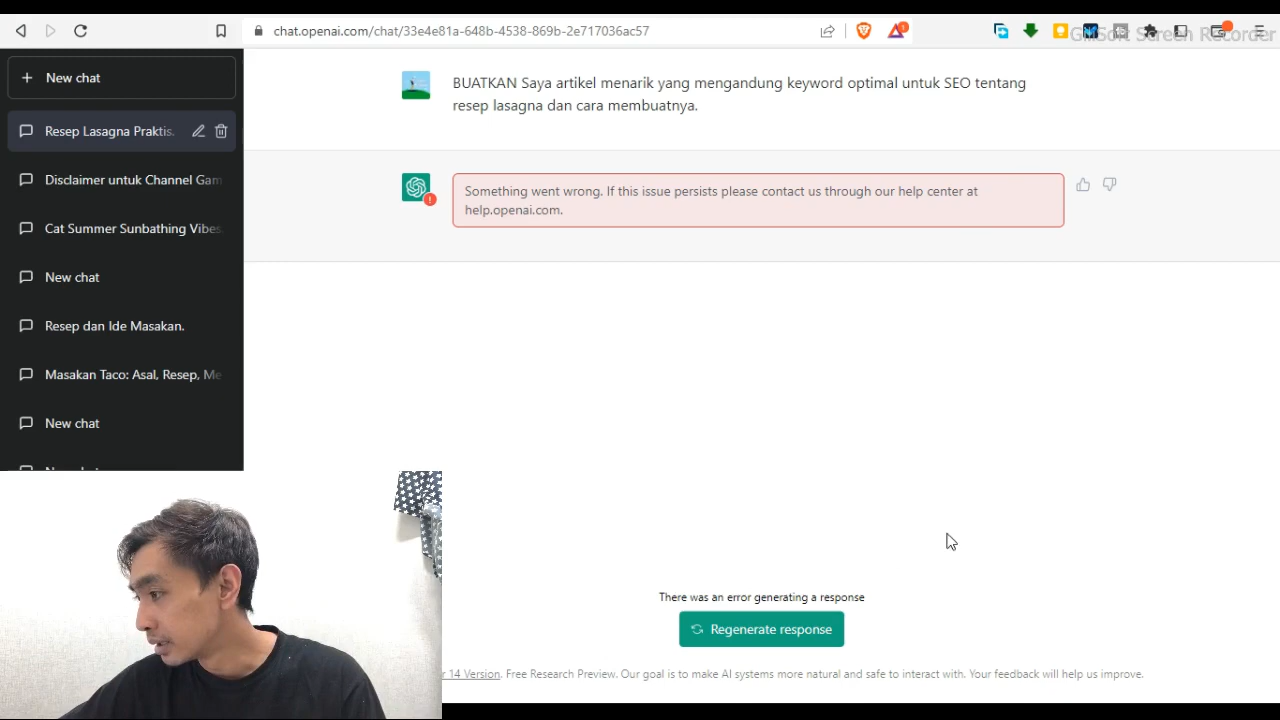 chat.openai.com/chat/33e4e81a-648b-4538-869b-2e717036ac57
GiliSoft Screen Recorder
New chat
Resep Lasagna Praktis.
Disclaimer untuk Channel Gam
Cat Summer Sunbathing Vibes
New chat
Resep dan Ide Masakan.
Masakan Taco: Asal, Resep, Me
New chat
BUATKAN Saya artikel menarik yang mengandung keyword optimal untuk SEO tentang
resep lasagna dan cara membuatnya.
Something went wrong. If this issue persists please contact us through our help center at
help.openai.com.
There was an error generating a response
Regenerate response
r 14 Version. Free Research Preview. Our goal is to make AI systems more natural and safe to interact with. Your feedback will help us improve.